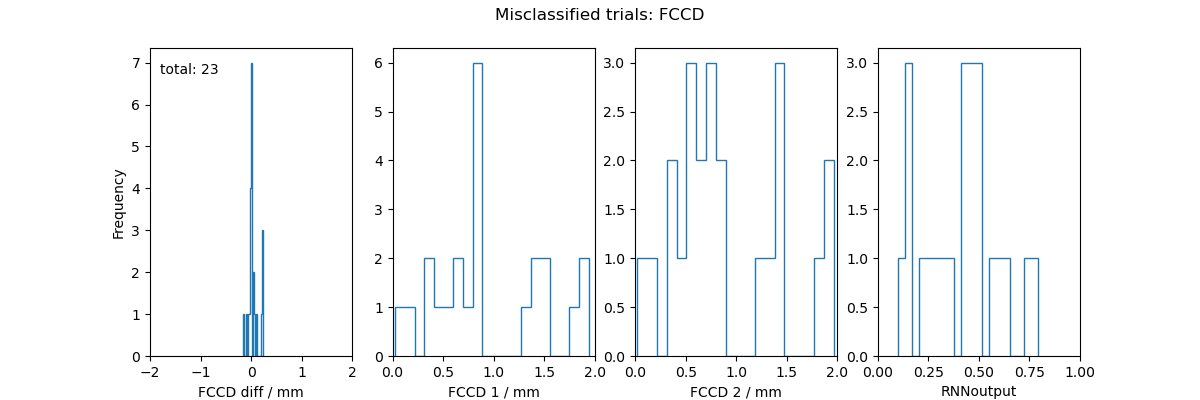 Misclassified trials: FCCD
total: 23
Frequency
7
6
5
4
3
2
1
0
−2 −1 0 1 2
FCCD diff / mm
6
5
4
3
2
1
0
0.0 0.5 1.0 1.5 2.0
FCCD 1 / mm
3.0
2.5
2.0
1.5
1.0
0.5
0.0
0.0 0.5 1.0 1.5 2.0
FCCD 2 / mm
3.0
2.5
2.0
1.5
1.0
0.5
0.0
0.00 0.25 0.50 0.75 1.00
RNNoutput